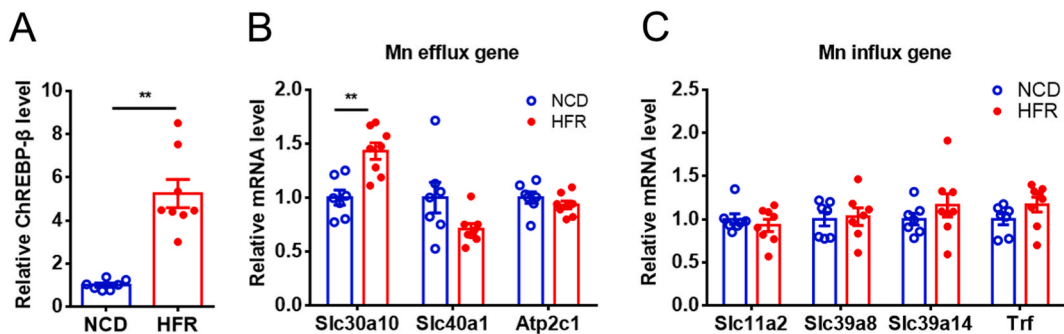 A
Relative ChREBP-β level
10
8
6
4
2
0
**
NCD
HFR
B
Mn efflux gene
Relative mRNA level
2.0
1.5
1.0
0.5
0.0
**
NCD
HFR
Slc30a10
Slc40a1
Atp2c1
C
Mn influx gene
Relative mRNA level
2.5
2.0
1.5
1.0
0.5
0.0
NCD
HFR
Slc11a2
Slc39a8
Slc39a14
Trf